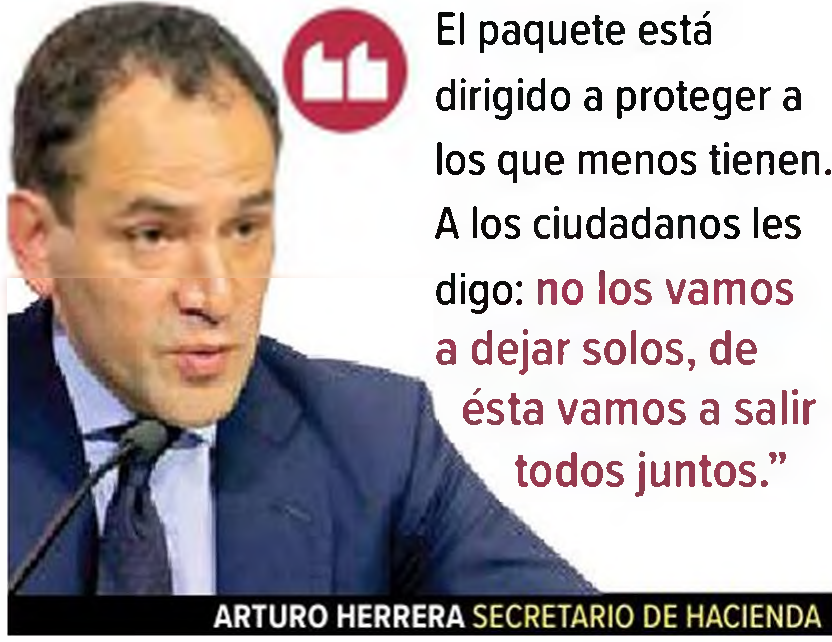 El paquete está
dirigido a proteger a
los que menos tienen.
A los ciudadanos les
digo: no los vamos
a dejar solos, de
ésta vamos a salir
todos juntos.”
ARTURO HERRERA SECRETARIO DE HACIENDA